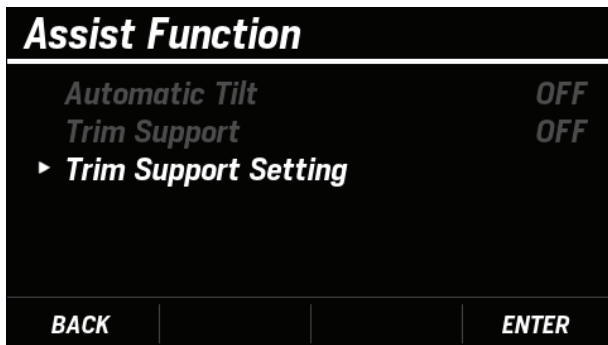 Assist Function
Automatic Tilt OFF
Trim Support OFF
Trim Support Setting
BACK ENTER